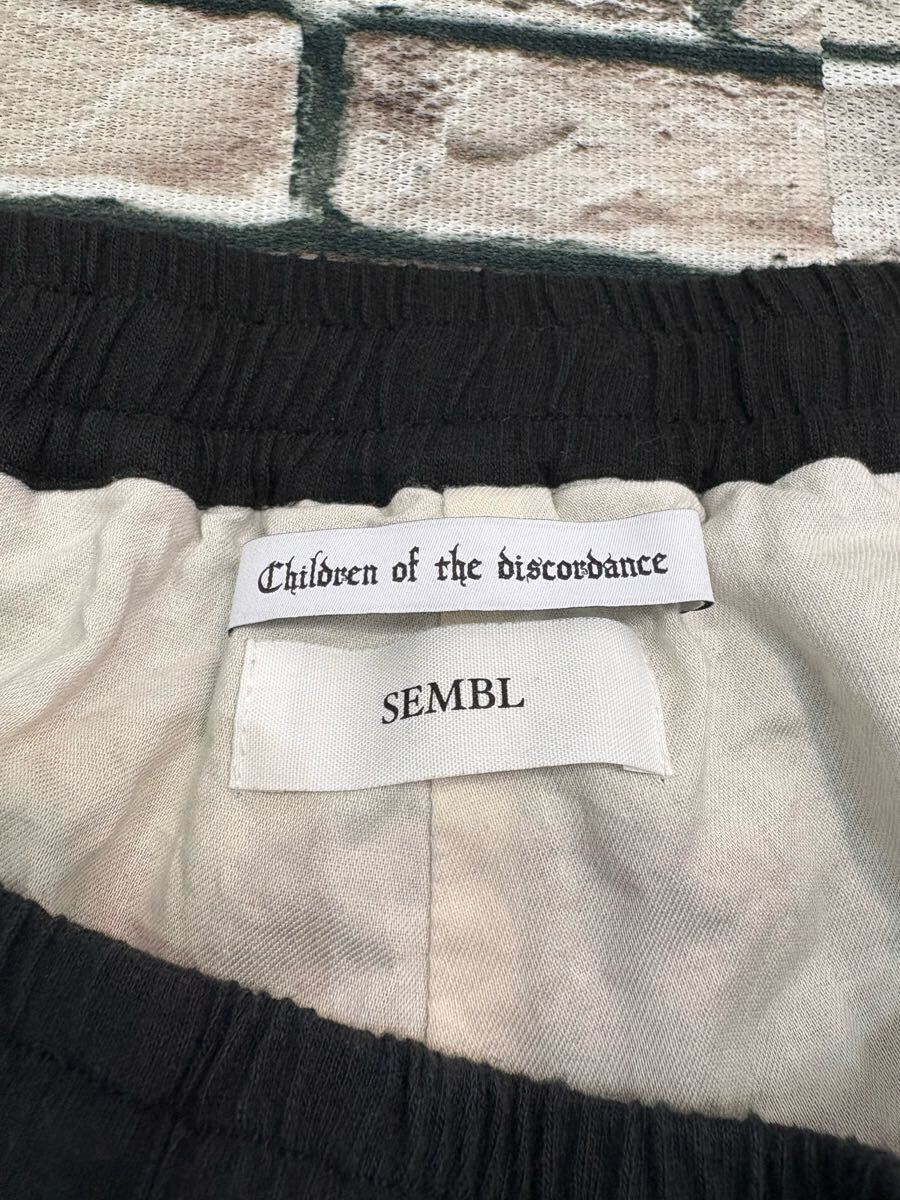 Children of the discordance
SEMBL